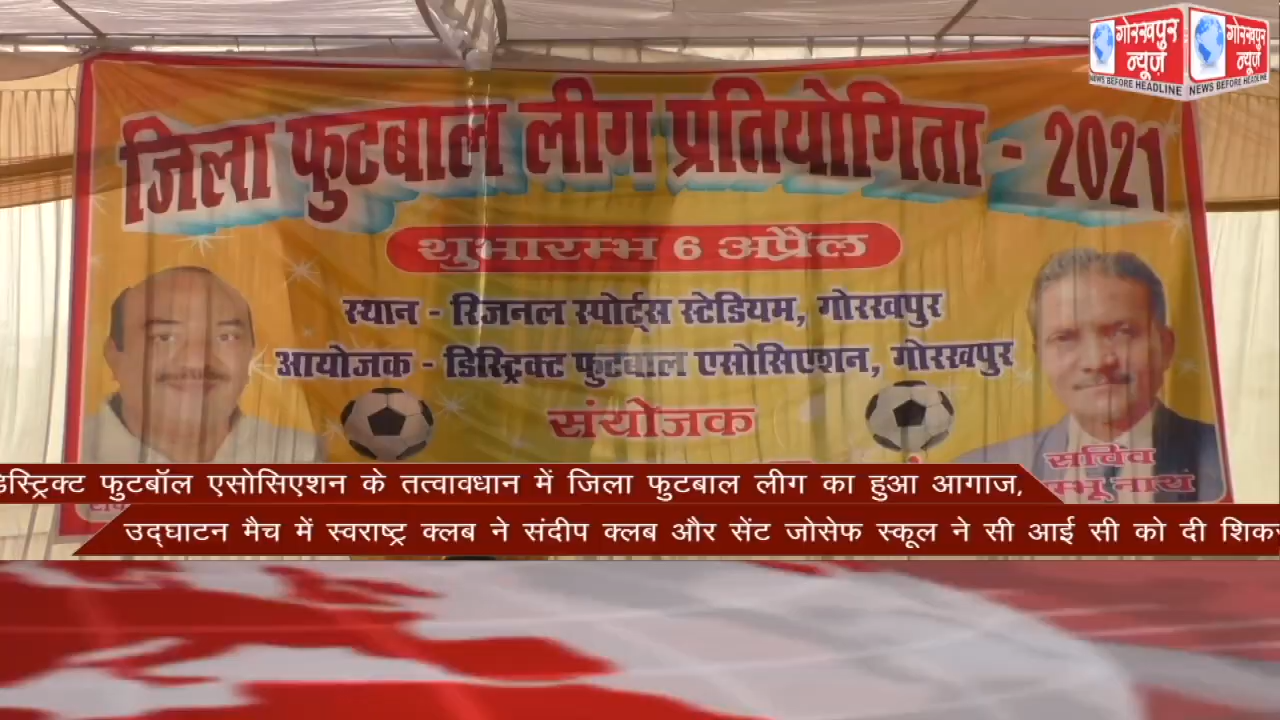 गोरखपुर न्यूज़ गोरखपुर न्यूज़
NEWS BEFORE HEADLINE NEWS BEFORE HEADLINE
जिला फुटबाल लीग प्रतियोगिता - 2021
शुभारम्भ 6 अप्रैल
स्थान - रिजनल स्पोर्ट्स स्टेडियम, गोरखपुर
आयोजक - डिस्ट्रिक्ट फुटबाल एसोसिएशन, गोरखपुर
संयोजक
सचिव
डिस्ट्रिक्ट फुटबॉल एसोसिएशन के तत्वावधान में जिला फुटबाल लीग का हुआ आगाज,
उद्घाटन मैच में स्वराष्ट्र क्लब ने संदीप क्लब और सेंट जोसेफ स्कूल ने सी आई सी को दी